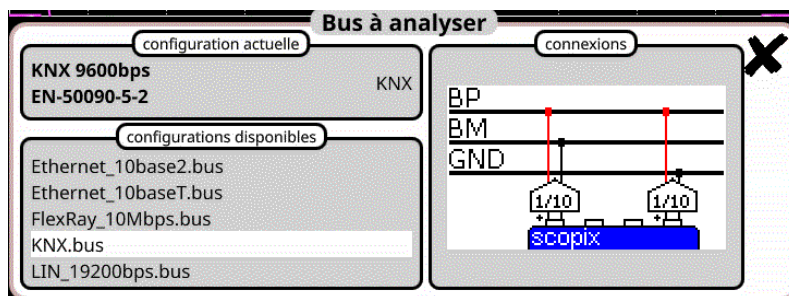 Bus à analyser
configuration actuelle
KNX 9600bps
EN-50090-5-2
KNX
configurations disponibles
Ethernet_10base2.bus
Ethernet_10baseT.bus
FlexRay_10Mbps.bus
KNX.bus
LIN_19200bps.bus
connexions
BP
BM
GND
1/10 1/10
scopix